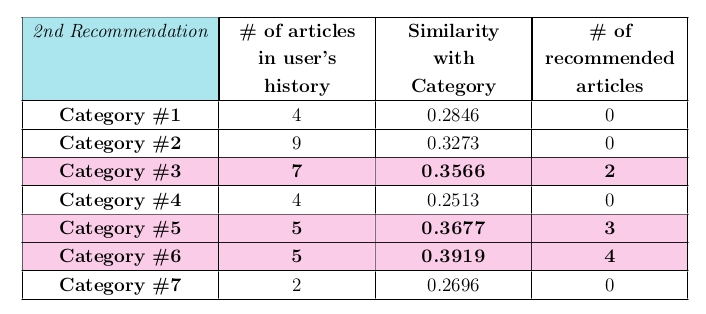 2nd Recommendation # of articles in user's history Similarity with Category # of recommended articles
Category #1 4 0.2846 0
Category #2 9 0.3273 0
Category #3 7 0.3566 2
Category #4 4 0.2513 0
Category #5 5 0.3677 3
Category #6 5 0.3919 4
Category #7 2 0.2696 0